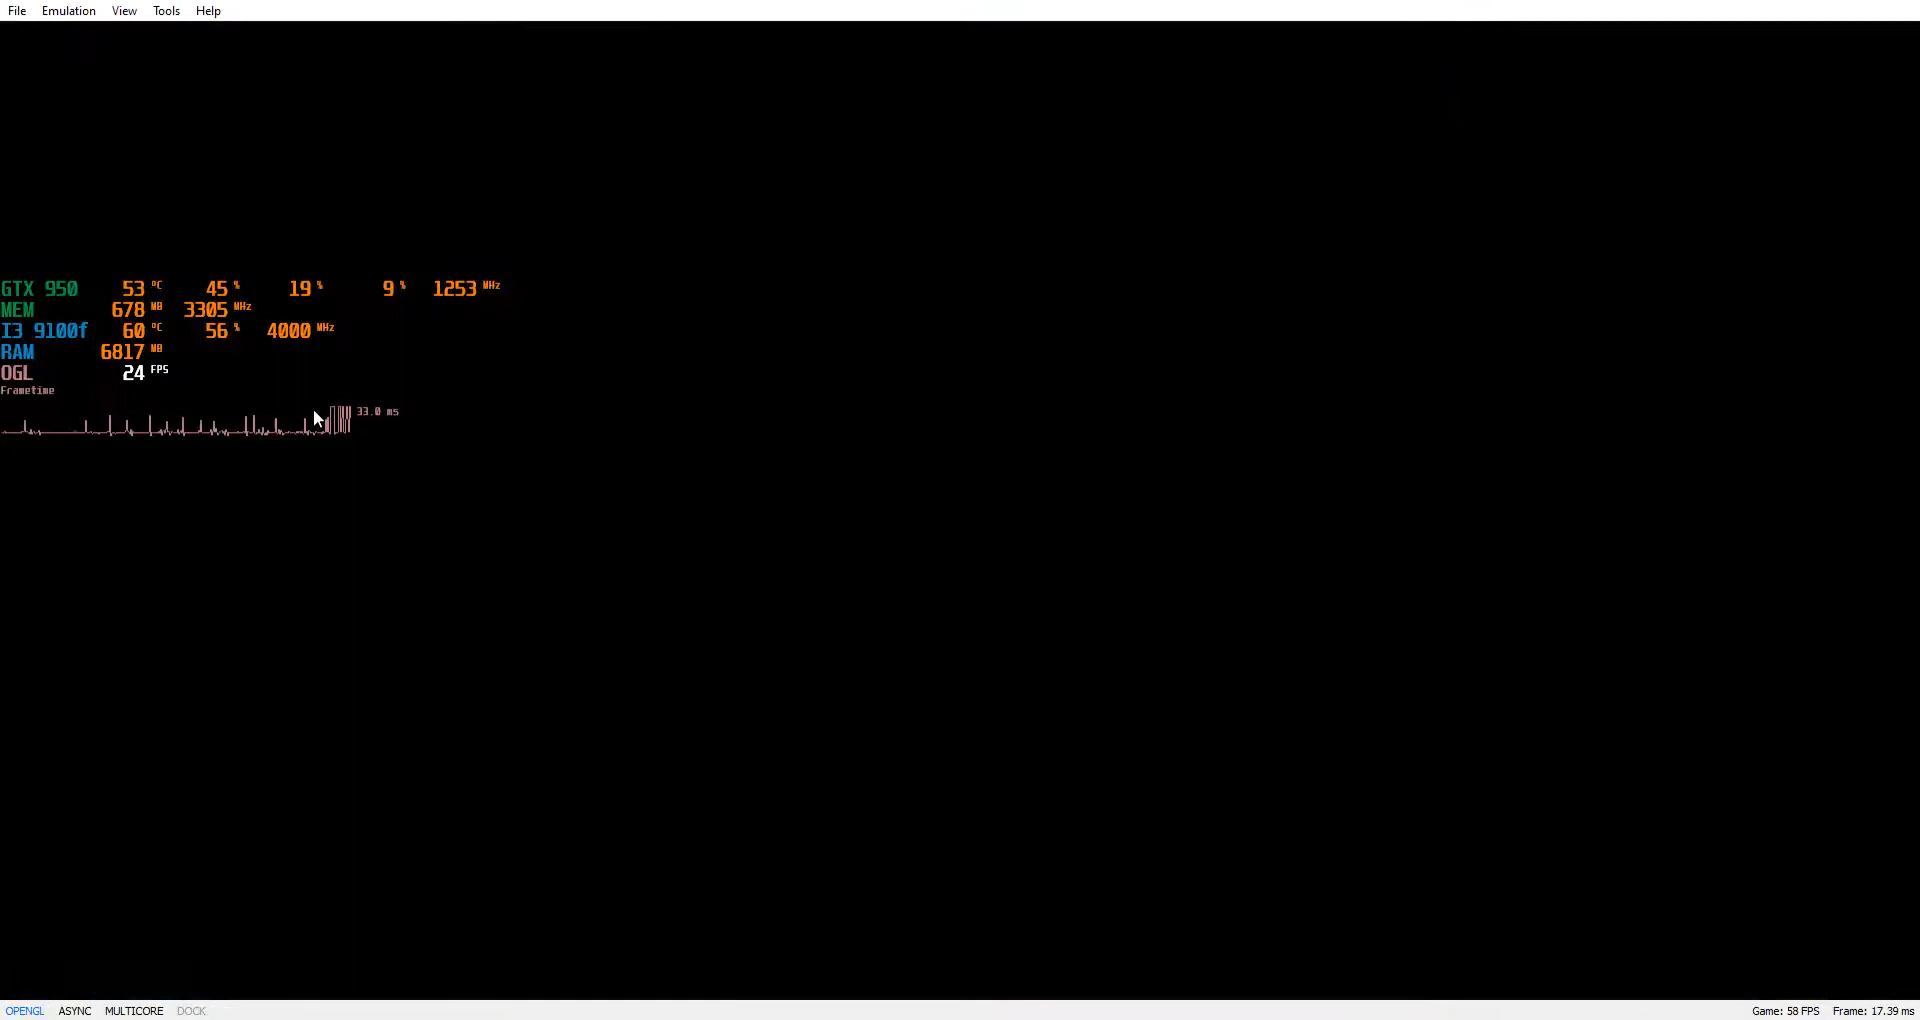 File Emulation View Tools Help
GTX 950 53 °C 45 % 19 % 9 % 1253 MHz
MEM 678 MB 3305 MHz
I3 9100f 60 °C 56 % 4000 MHz
RAM 6817 MB
OGL 24 FPS
Frametime
33.0 ms
OPENGL ASYNC MULTICORE DOCK Game: 58 FPS Frame: 17.39 ms